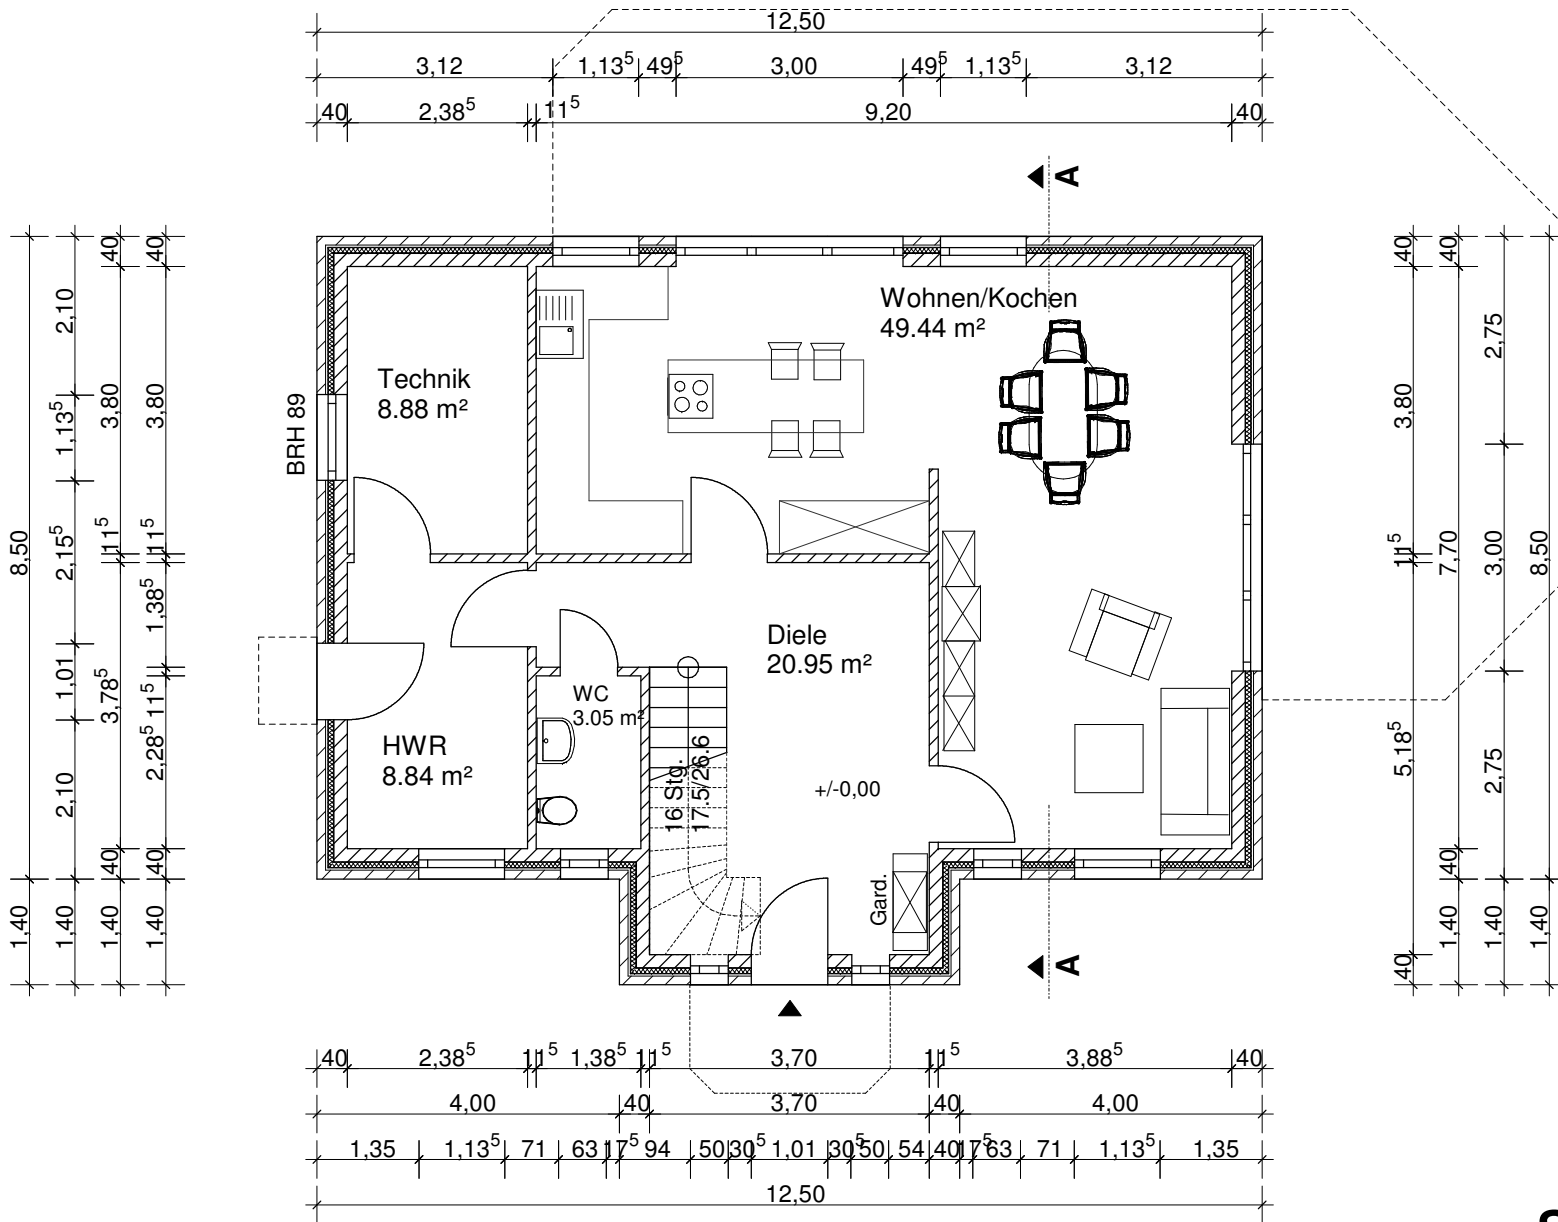 12,50
3,12 1,13⁵ 49⁵ 3,00 49⁵ 1,13⁵ 3,12
40 2,38⁵ 11⁵ 9,20 40
A
8,50 1,40
2,10 1,13⁵ 2,15⁵ 1,01 2,10 1,40
40 3,80 11⁵ 3,78⁵ 40 1,40
40 3,80 11⁵ 1,38⁵ 11⁵ 2,28⁵ 40 1,40
BRH 89
Technik
8.88 m²
Wohnen/Kochen
49.44 m²
Diele
20.95 m²
WC
3.05 m²
HWR
8.84 m²
16 Stg.
17.5/26.6
+/-0,00
Gard.
40 3,80 11⁵ 5,18⁵ 40
40 7,70 40 1,40
2,75 3,00 2,75 1,40
8,50 1,40
A
40 2,38⁵ 11⁵ 1,38⁵ 11⁵ 3,70 11⁵ 3,88⁵ 40
4,00 40 3,70 40 4,00
1,35 1,13⁵ 71 63 17⁵ 94 50 30⁵ 1,01 30⁵ 50 54 40 17⁵ 63 71 1,13⁵ 1,35
12,50